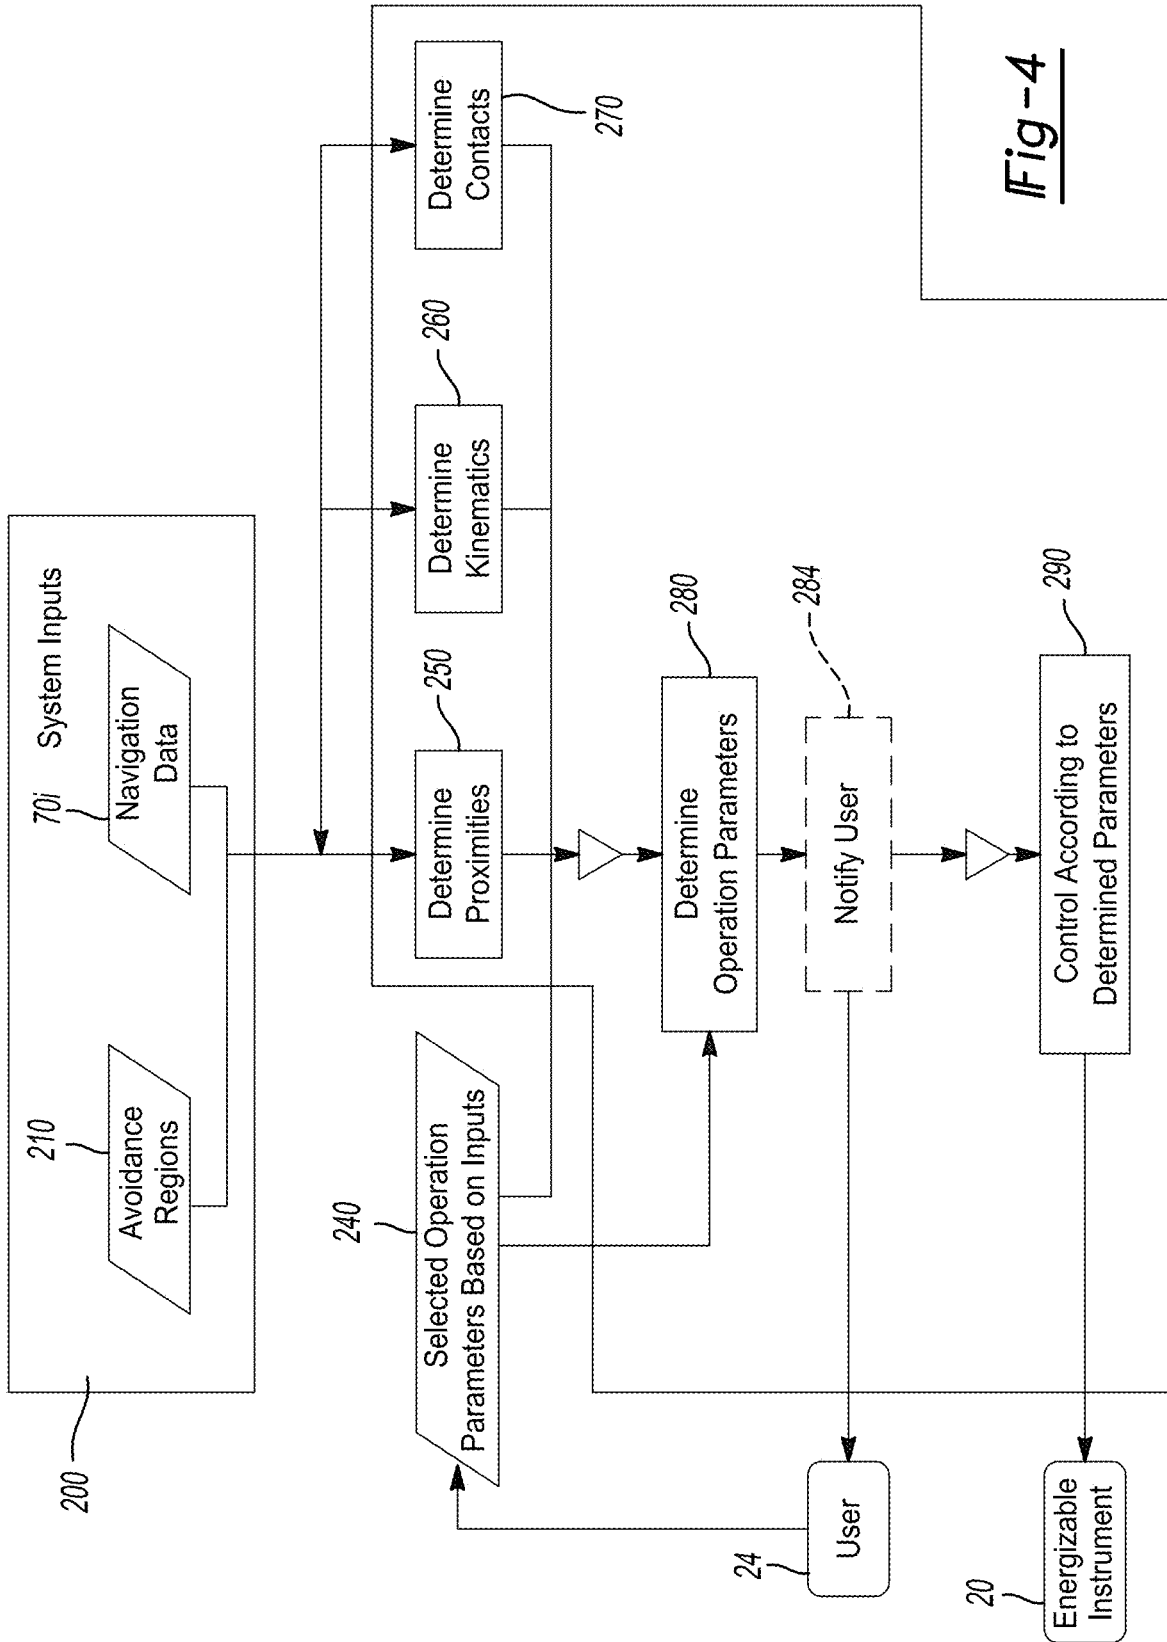 200
System Inputs
210
Avoidance
Regions
70i
Navigation
Data
240
Selected Operation
Parameters Based on Inputs
250
Determine
Proximities
260
Determine
Kinematics
270
Determine
Contacts
280
Determine
Operation Parameters
24
User
284
Notify User
20
Energizable
Instrument
290
Control According to
Determined Parameters
Fig-4